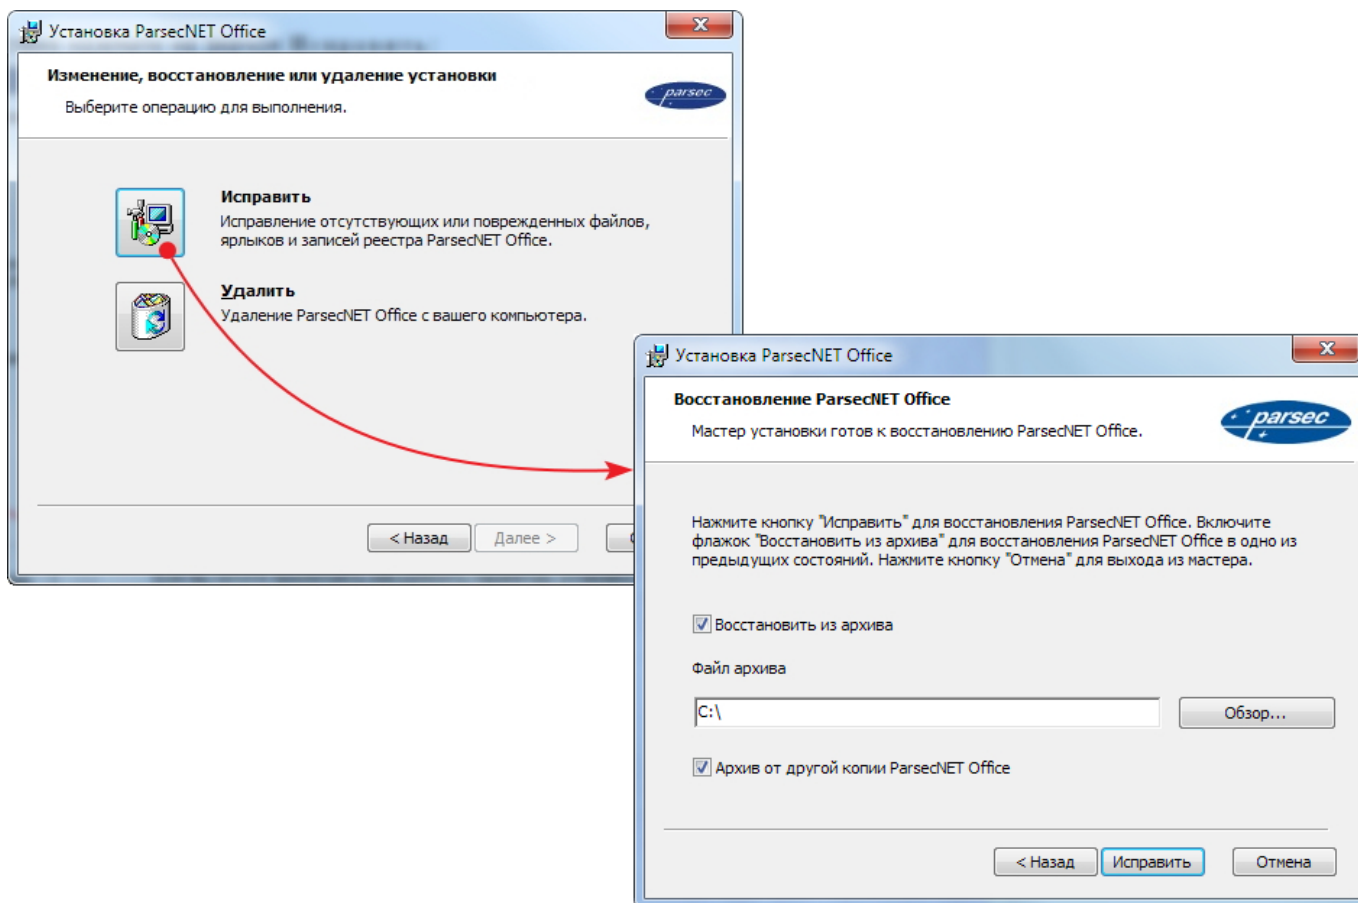 Установка ParsecNET Office
Изменение, восстановление или удаление установки
Выберите операцию для выполнения.
parsec
Исправить
Исправление отсутствующих или поврежденных файлов,
ярлыков и записей реестра ParsecNET Office.
Удалить
Удаление ParsecNET Office с вашего компьютера.
< Назад
Далее >
Установка ParsecNET Office
Восстановление ParsecNET Office
Мастер установки готов к восстановлению ParsecNET Office.
parsec
Нажмите кнопку "Исправить" для восстановления ParsecNET Office. Включите
флажок "Восстановить из архива" для восстановления ParsecNET Office в одно из
предыдущих состояний. Нажмите кнопку "Отмена" для выхода из мастера.
Восстановить из архива
Файл архива
C:\
Обзор...
Архив от другой копии ParsecNET Office
< Назад
Исправить
Отмена